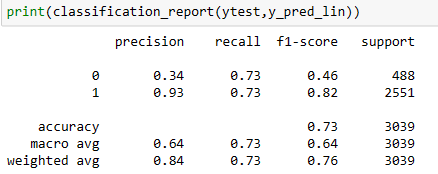 print(classification_report(ytest,y_pred_lin))
precision recall f1-score support
0 0.34 0.73 0.46 488
1 0.93 0.73 0.82 2551
accuracy 0.73 3039
macro avg 0.64 0.73 0.64 3039
weighted avg 0.84 0.73 0.76 3039